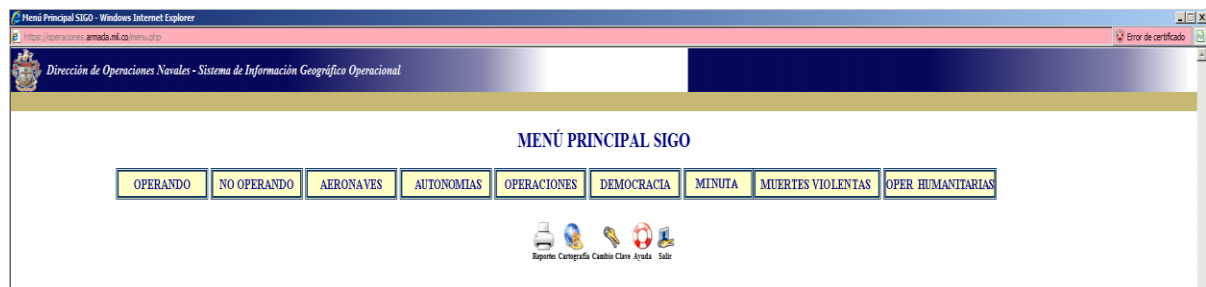 Menú Principal SIGO - Windows Internet Explorer
https://operaciones.armada.mil.co/menu.php
Error de certificado
Dirección de Operaciones Navales - Sistema de Información Geográfico Operacional
MENÚ PRINCIPAL SIGO
OPERANDO NO OPERANDO AERONAVES AUTONOMIAS OPERACIONES DEMOCRACIA MINUTA MUERTES VIOLENTAS OPER HUMANITARIAS
Reportes Cartografía Cambio Clave Ayuda Salir